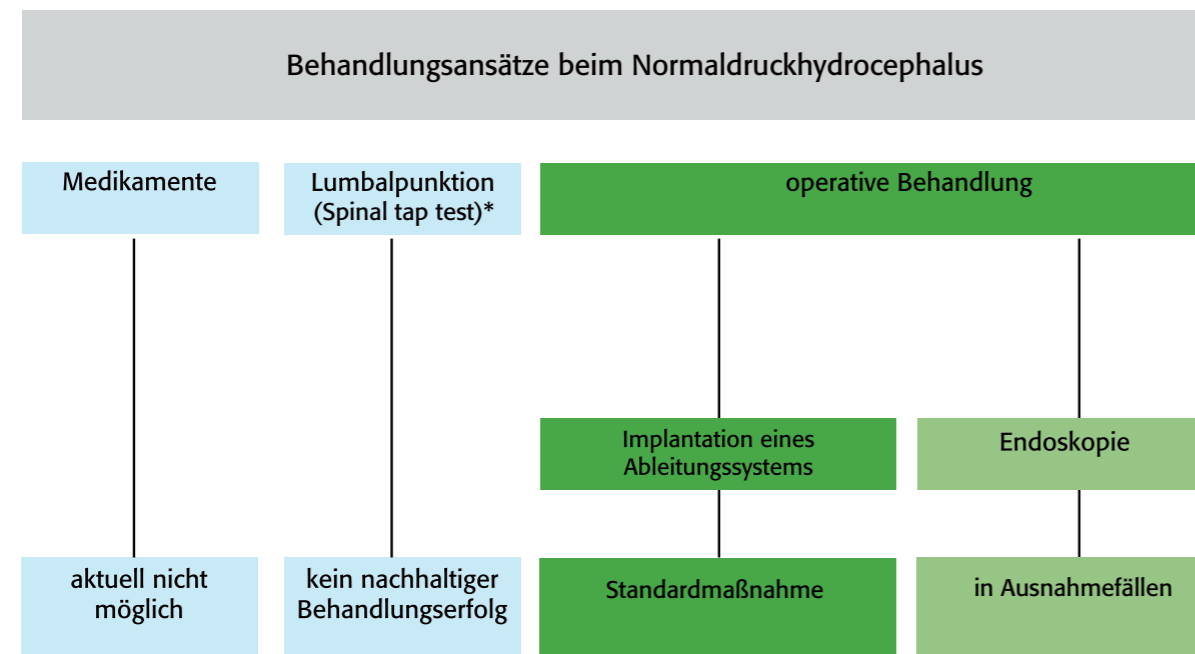 Behandlungsansätze beim Normaldruckhydrocephalus
Medikamente
Lumbalpunktion
(Spinal tap test)*
operative Behandlung
Implantation eines
Ableitungssystems
Endoskopie
aktuell nicht
möglich
kein nachhaltiger
Behandlungserfolg
Standardmaßnahme
in Ausnahmefällen